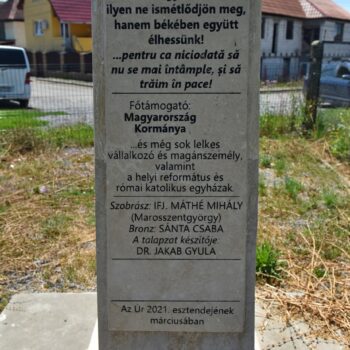 ilyen ne ismétlődjön meg,
hanem békében együtt
élhessünk!
...pentru ca niciodată să
nu se mai întâmple, și să
trăim în pace!
Főtámogató:
Magyarország
Kormánya
...és még sok lelkes
vállalkozó és magánszemély,
valamint
a helyi református és
római katolikus egyházak.
Szobrász: IFJ. MÁTHÉ MIHÁLY
(Marosszentgyörgy)
Bronz: SÁNTA CSABA
A talapzat készítője:
DR. JAKAB GYULA
Az Úr 2021. esztendejének
márciusában